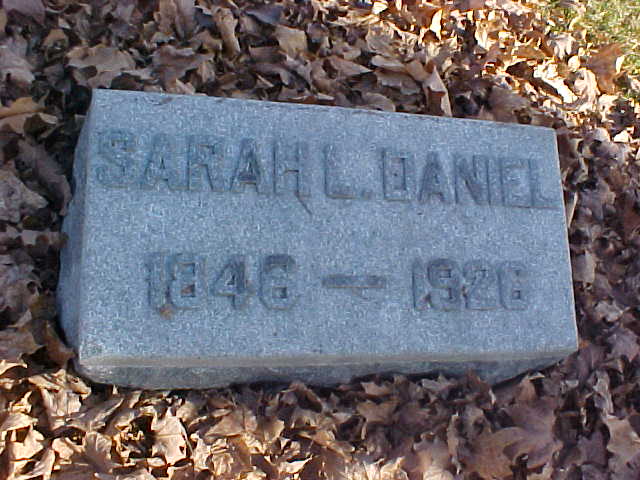 SARAH L. DANIEL
1846 – 1926